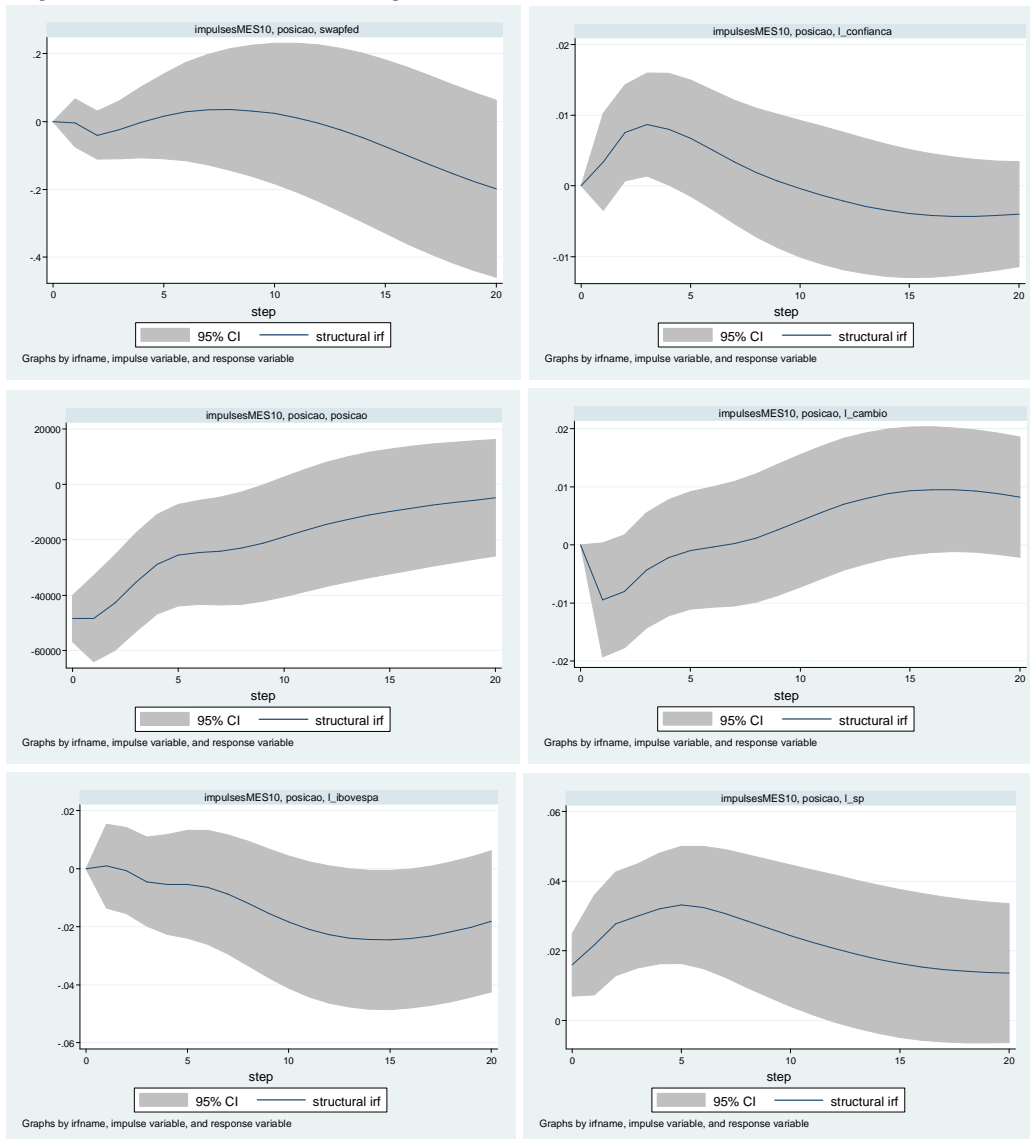 impulsesMES10, posicao, swapfed
.2
0
-.2
-.4
0
5
10
15
20
step
95% CI
structural irf
Graphs by irfname, impulse variable, and response variable
impulsesMES10, posicao, l_confianca
.02
.01
0
-.01
0
5
10
15
20
step
95% CI
structural irf
Graphs by irfname, impulse variable, and response variable
impulsesMES10, posicao, posicao
20000
0
-20000
-40000
-60000
0
5
10
15
20
step
95% CI
structural irf
Graphs by irfname, impulse variable, and response variable
impulsesMES10, posicao, l_cambio
.02
.01
0
-.01
-.02
0
5
10
15
20
step
95% CI
structural irf
Graphs by irfname, impulse variable, and response variable
impulsesMES10, posicao, l_ibovespa
.02
0
-.02
-.04
-.06
0
5
10
15
20
step
95% CI
structural irf
Graphs by irfname, impulse variable, and response variable
impulsesMES10, posicao, l_sp
.06
.04
.02
0
0
5
10
15
20
step
95% CI
structural irf
Graphs by irfname, impulse variable, and response variable